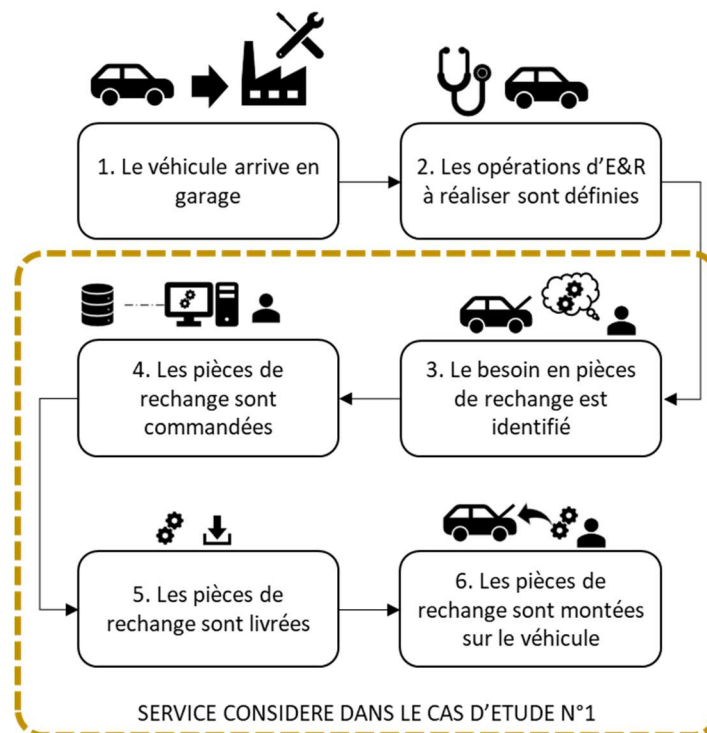 1. Le véhicule arrive en
garage
2. Les opérations d'E&R
à réaliser sont définies
3. Le besoin en pièces
de rechange est
identifié
4. Les pièces de
rechange sont
commandées
5. Les pièces de
rechange sont livrées
6. Les pièces de
rechange sont montées
sur le véhicule
SERVICE CONSIDERE DANS LE CAS D'ETUDE N°1